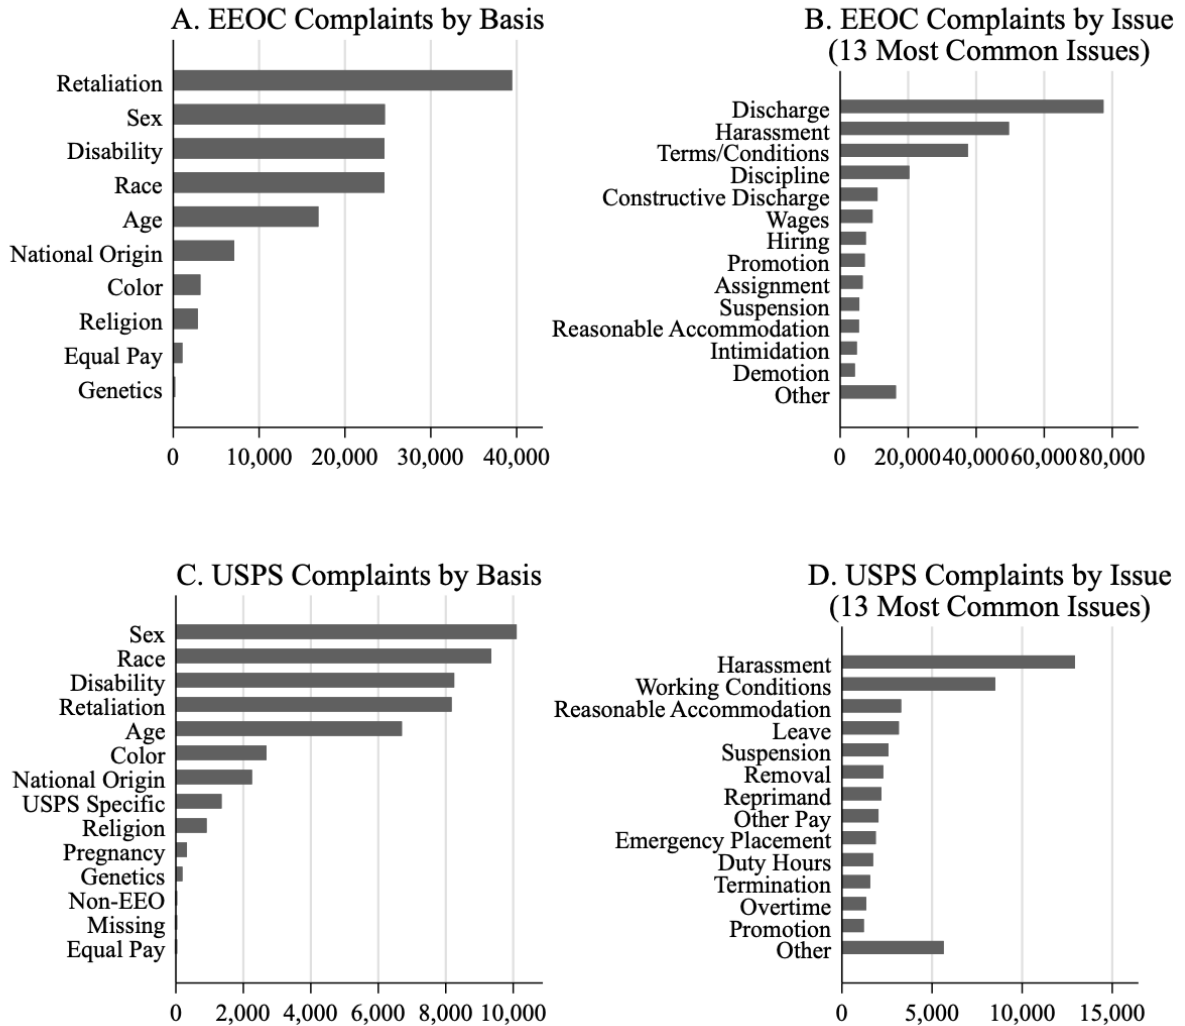 A. EEOC Complaints by Basis
Retaliation
Sex
Disability
Race
Age
National Origin
Color
Religion
Equal Pay
Genetics
0 10,000 20,000 30,000 40,000
B. EEOC Complaints by Issue
(13 Most Common Issues)
Discharge
Harassment
Terms/Conditions
Discipline
Constructive Discharge
Wages
Hiring
Promotion
Assignment
Suspension
Reasonable Accommodation
Intimidation
Demotion
Other
0 20,000 40,000 60,000 80,000
C. USPS Complaints by Basis
Sex
Race
Disability
Retaliation
Age
Color
National Origin
USPS Specific
Religion
Pregnancy
Genetics
Non-EEO
Missing
Equal Pay
0 2,000 4,000 6,000 8,000 10,000
D. USPS Complaints by Issue
(13 Most Common Issues)
Harassment
Working Conditions
Reasonable Accommodation
Leave
Suspension
Removal
Reprimand
Other Pay
Emergency Placement
Duty Hours
Termination
Overtime
Promotion
Other
0 5,000 10,000 15,000